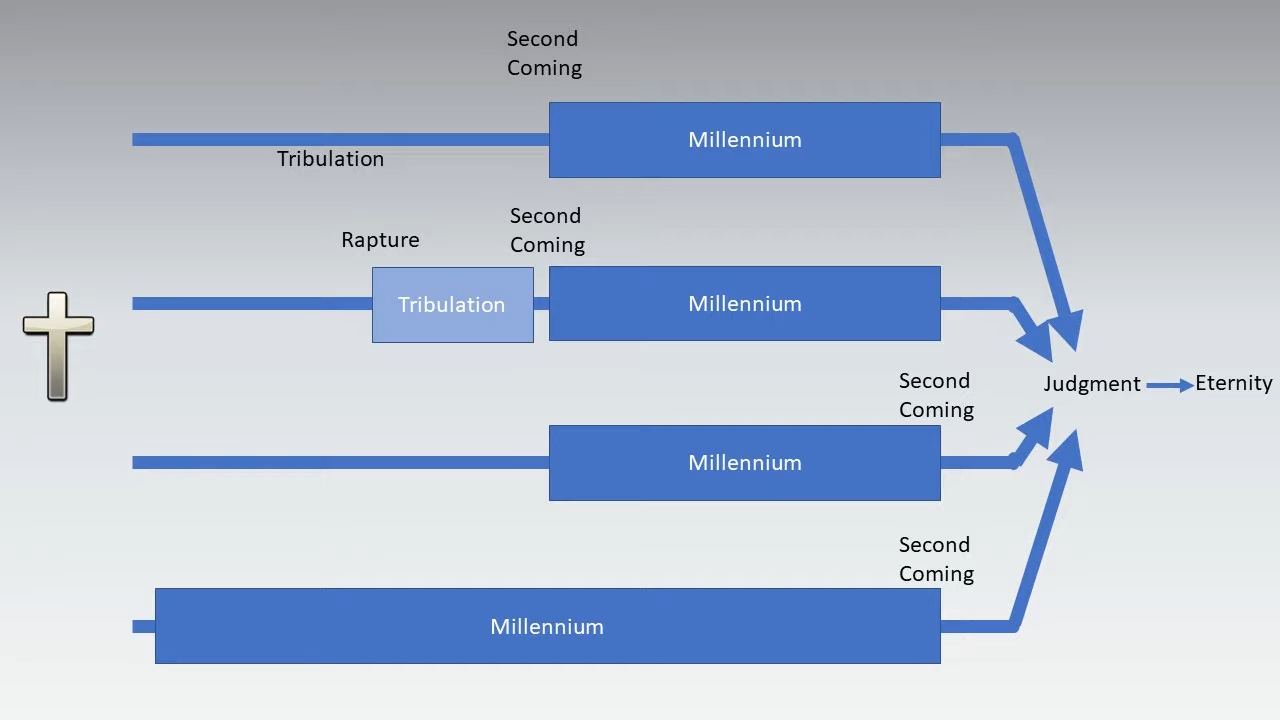 Second
Coming
Millennium
Tribulation
Second
Coming
Rapture
Tribulation
Millennium
Second
Coming
Judgment
Eternity
Millennium
Second
Coming
Millennium